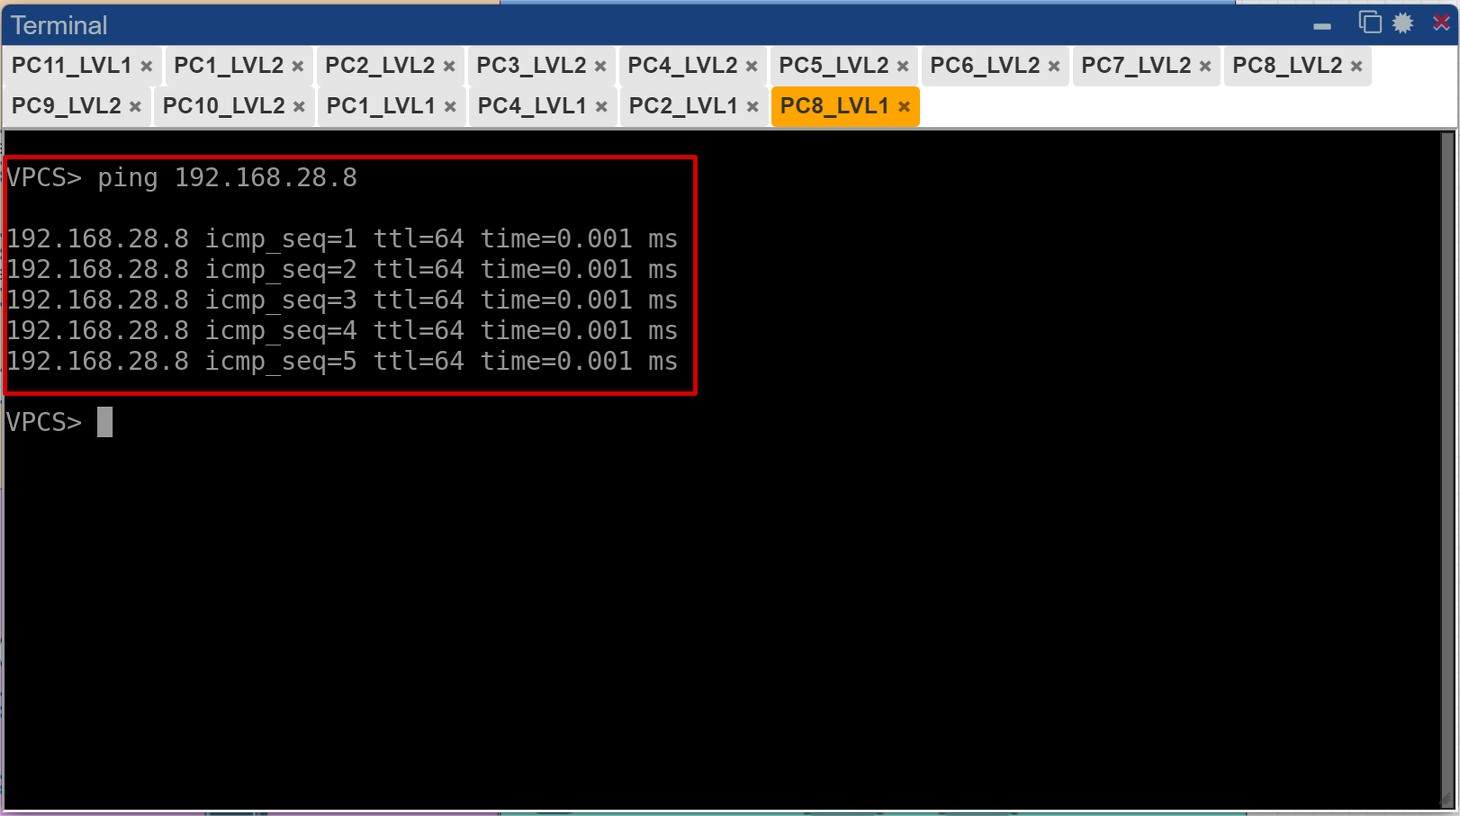 Terminal
PC11_LVL1 × PC1_LVL2 × PC2_LVL2 × PC3_LVL2 × PC4_LVL2 × PC5_LVL2 × PC6_LVL2 × PC7_LVL2 × PC8_LVL2 ×
PC9_LVL2 × PC10_LVL2 × PC1_LVL1 × PC4_LVL1 × PC2_LVL1 × PC8_LVL1 ×
VPCS> ping 192.168.28.8
192.168.28.8 icmp_seq=1 ttl=64 time=0.001 ms
192.168.28.8 icmp_seq=2 ttl=64 time=0.001 ms
192.168.28.8 icmp_seq=3 ttl=64 time=0.001 ms
192.168.28.8 icmp_seq=4 ttl=64 time=0.001 ms
192.168.28.8 icmp_seq=5 ttl=64 time=0.001 ms
VPCS>